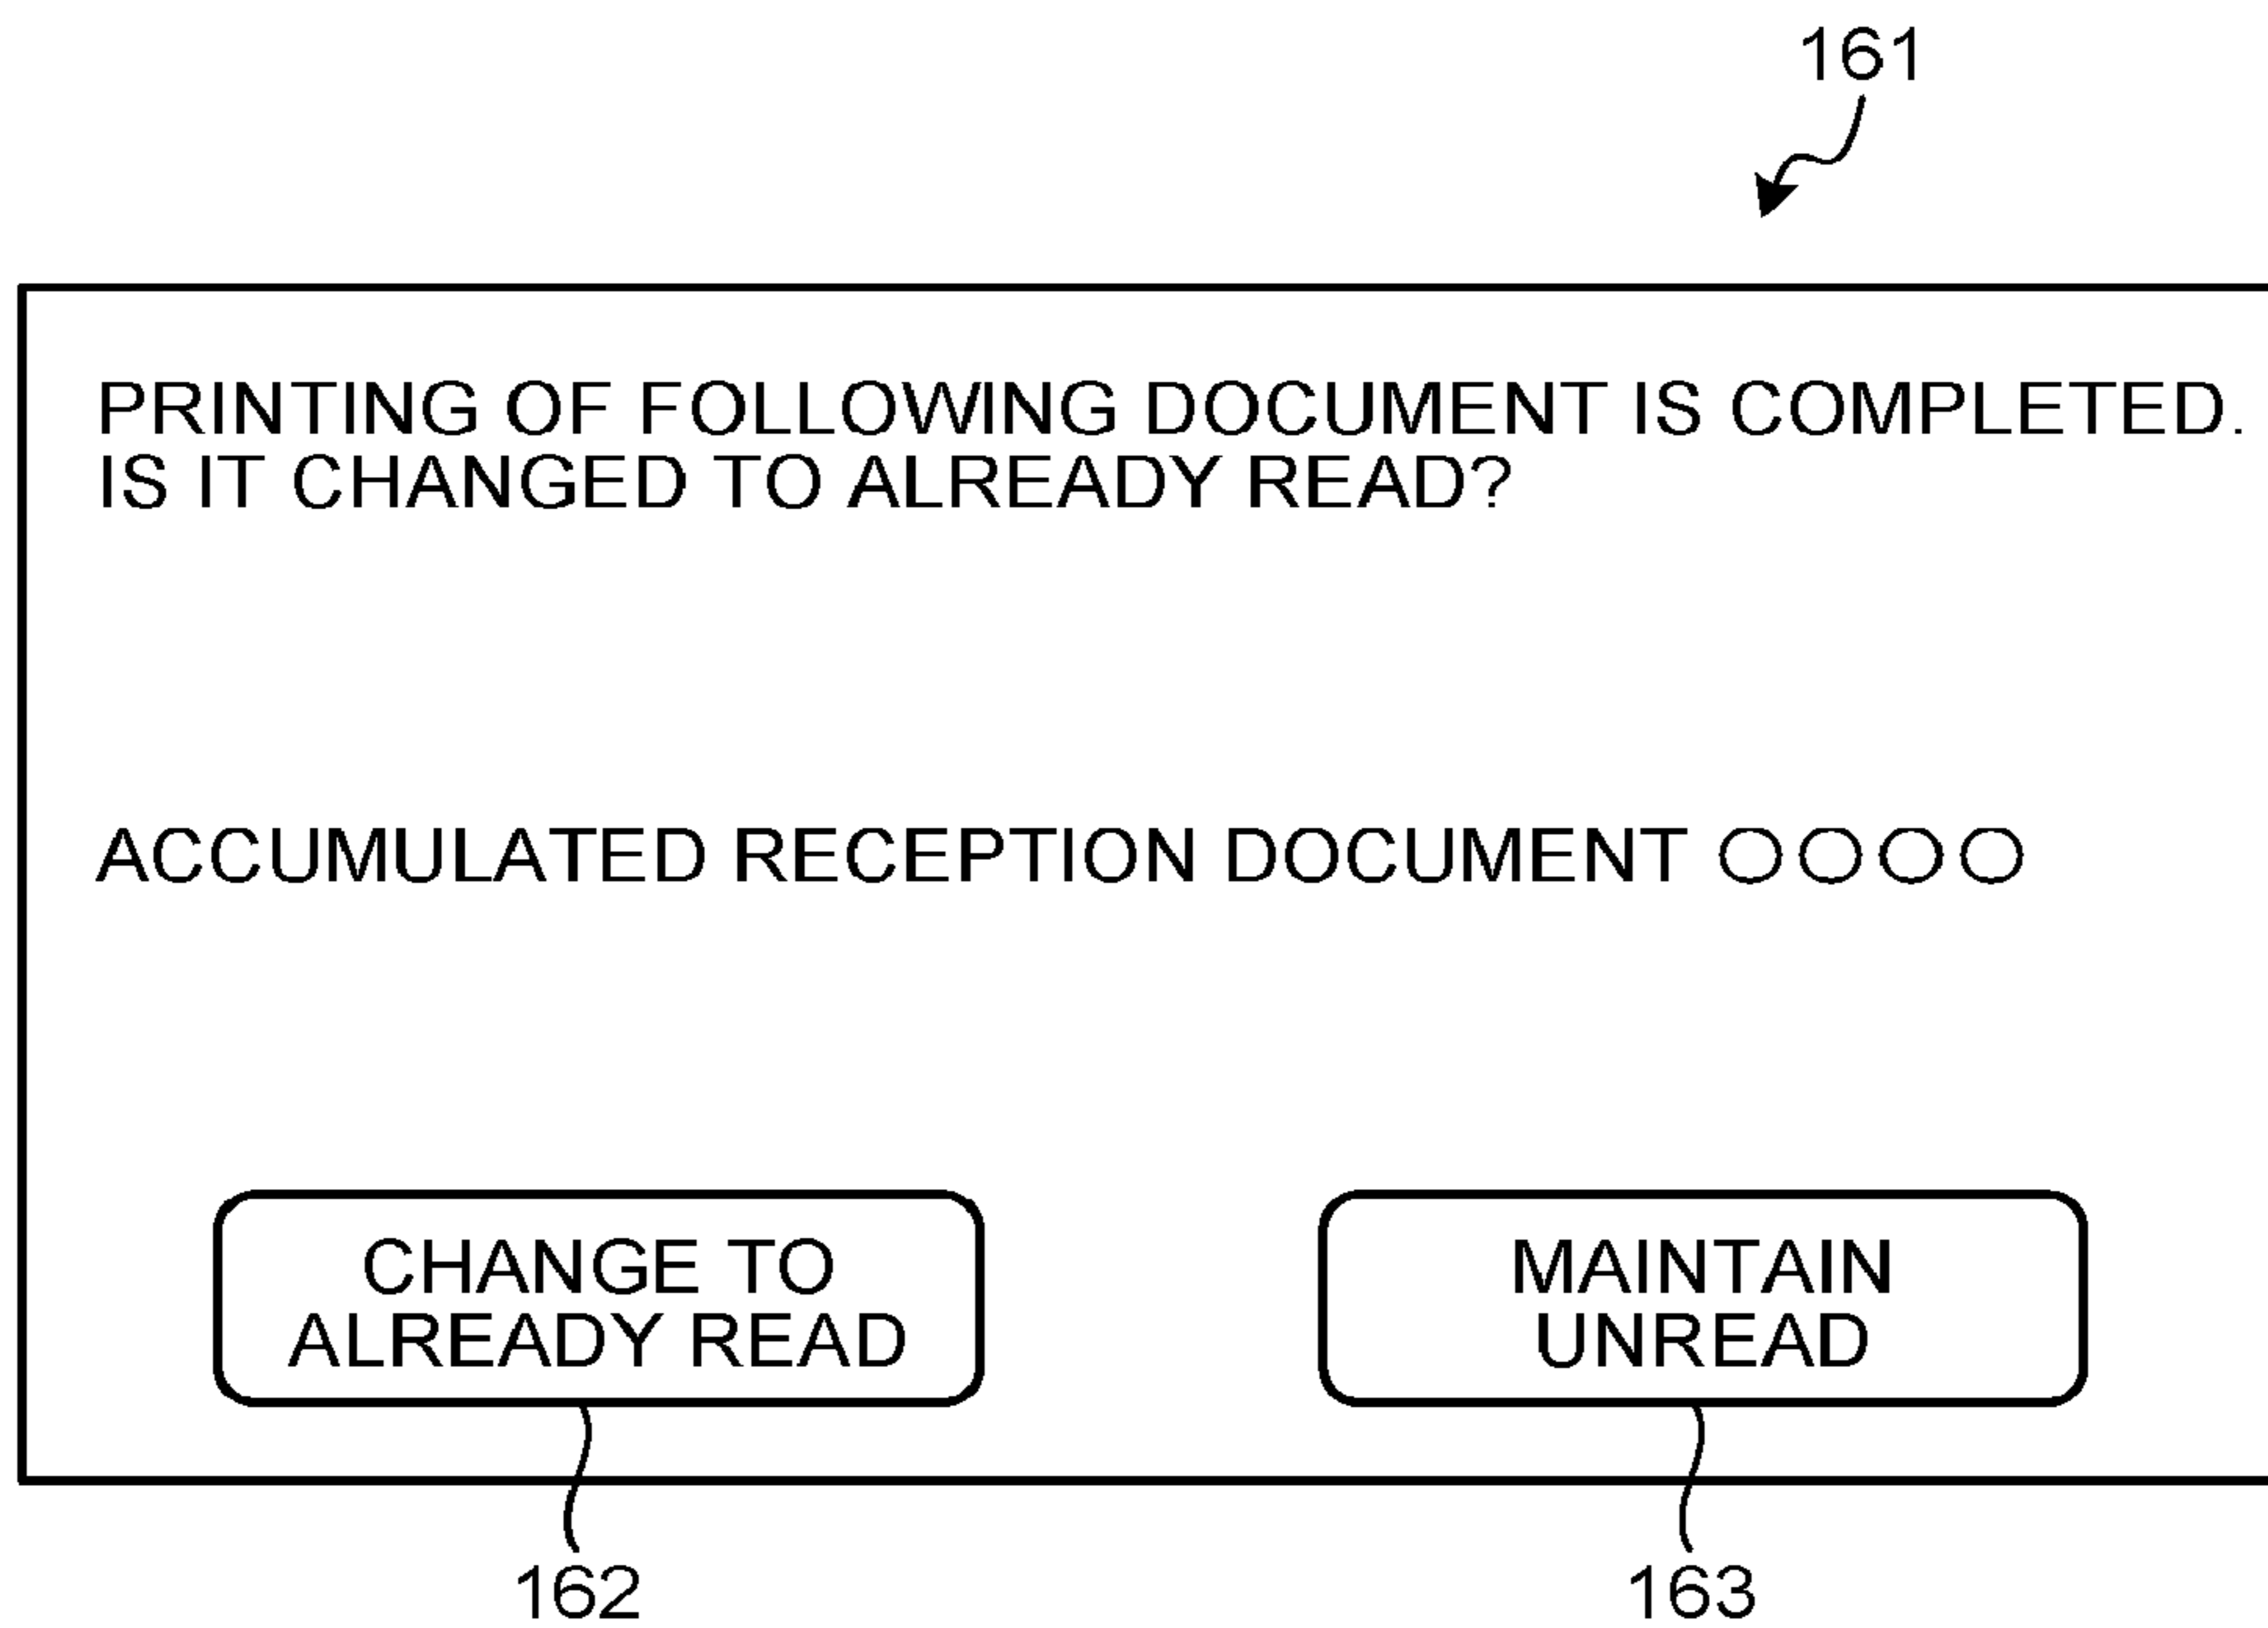 161
PRINTING OF FOLLOWING DOCUMENT IS COMPLETED.
IS IT CHANGED TO ALREADY READ?
ACCUMULATED RECEPTION DOCUMENT ○○○○
CHANGE TO
ALREADY READ
MAINTAIN
UNREAD
162
163